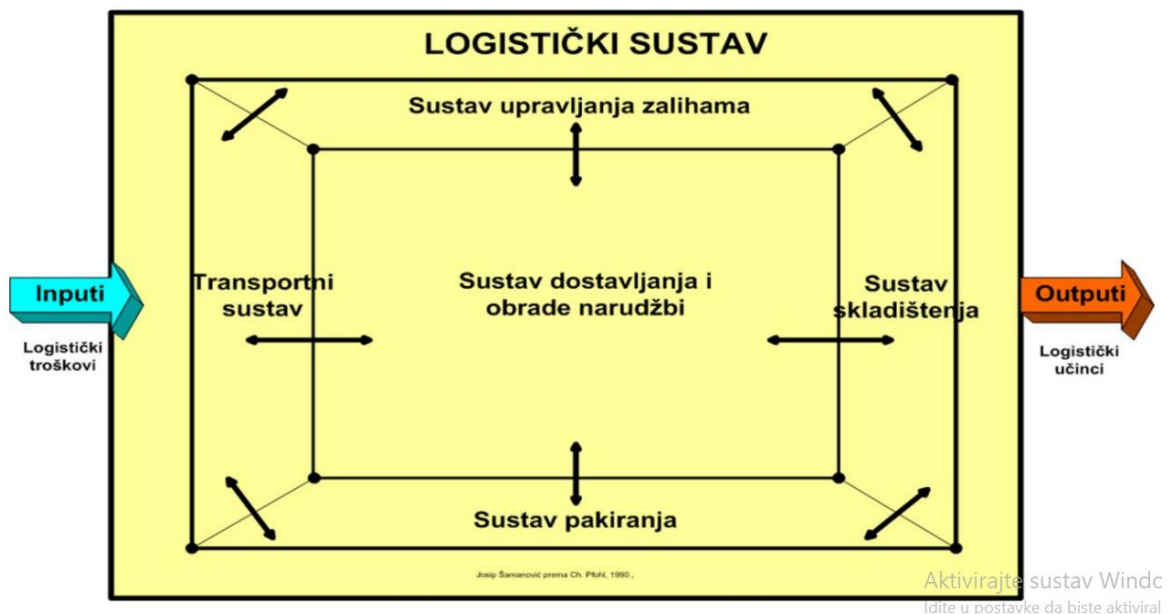 LOGISTIČKI SUSTAV
Sustav upravljanja zalihama
Inputi
Logistički
troškovi
Transportni
sustav
Sustav dostavljanja i
obrade narudžbi
Sustav
skladištenja
Outputi
Logistički
učinci
Sustav pakiranja
Josip Šamanović prema Ch. Pfohl, 1990.,
Aktivirajte sustav Windo
Idite u postavke da biste aktiviral